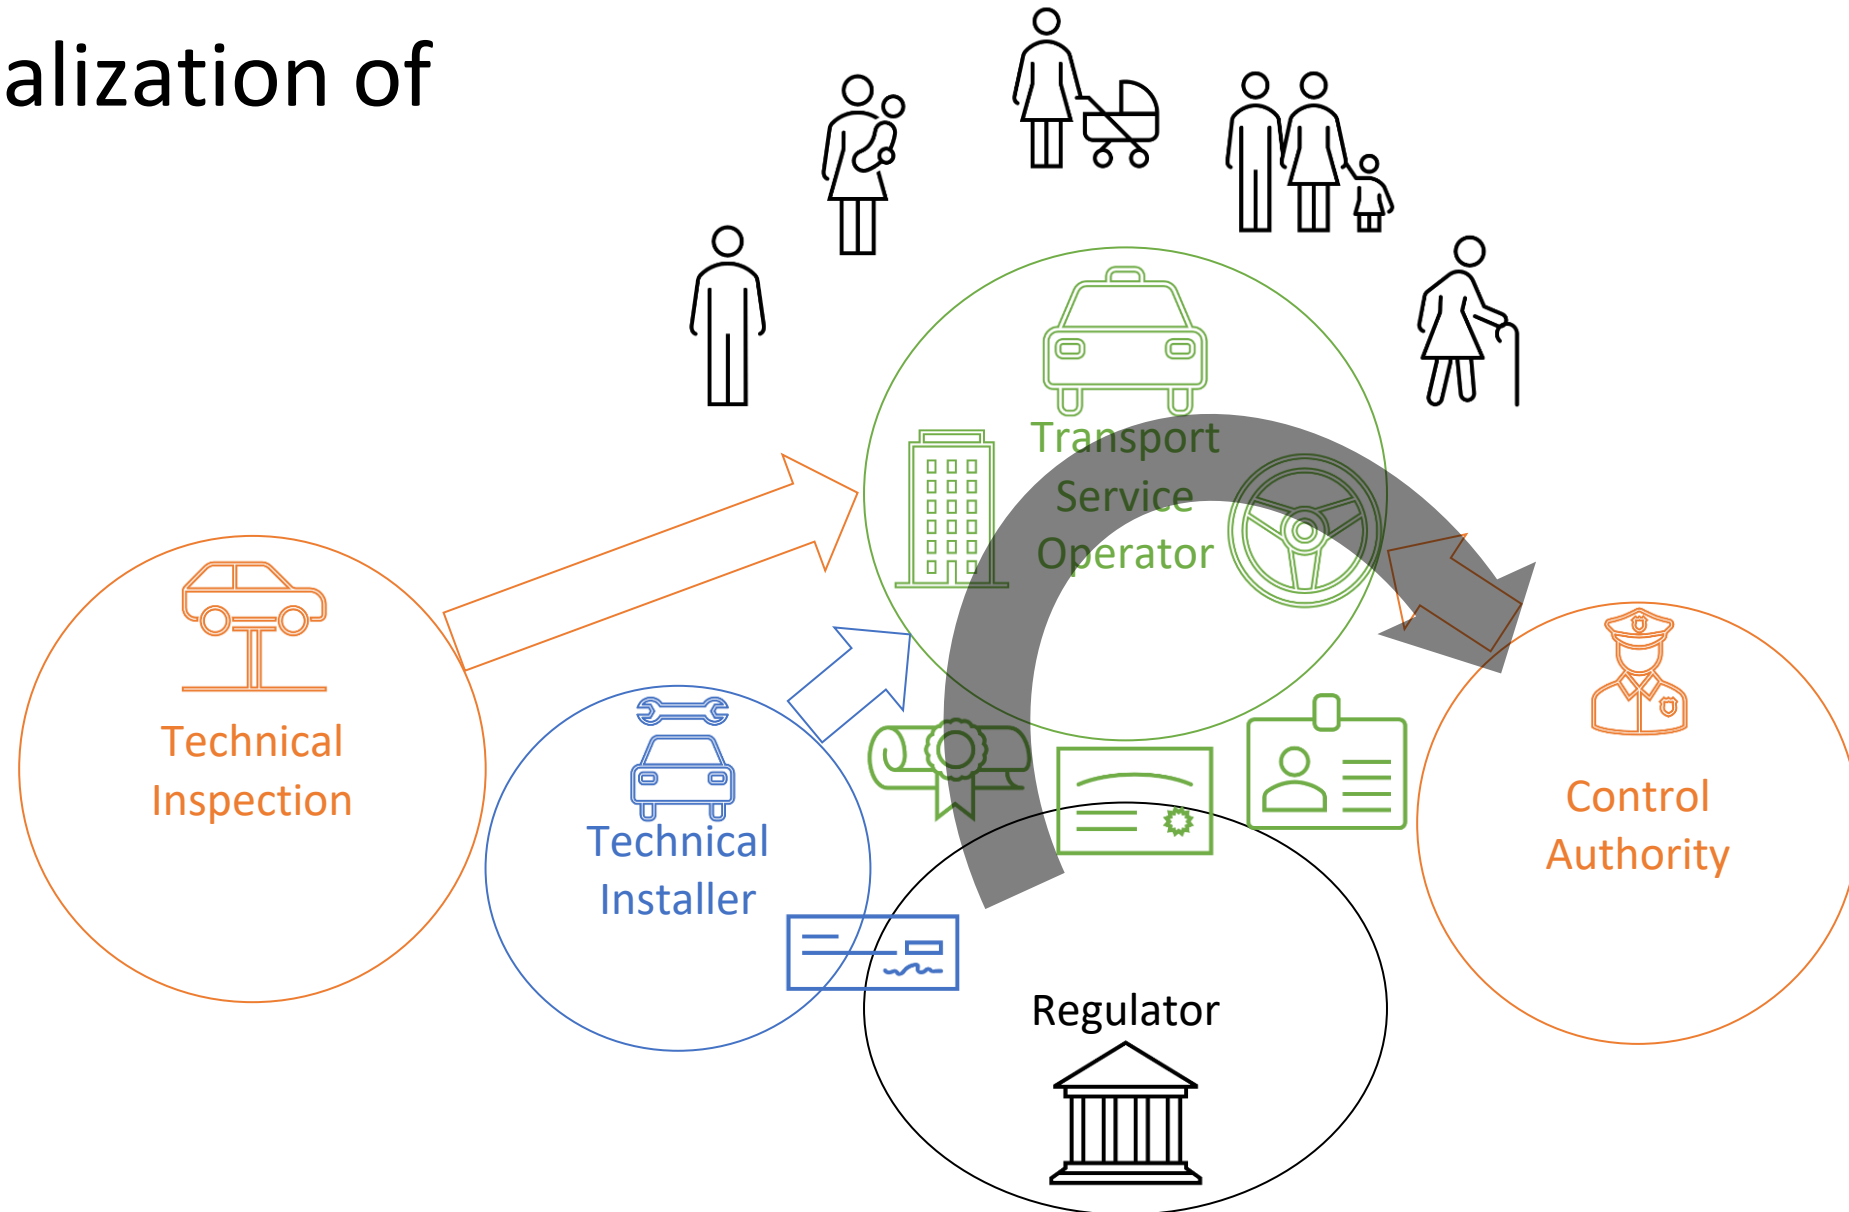 alization of
Transport
Service
Operator
Technical
Inspection
Technical
Installer
Control
Authority
Regulator